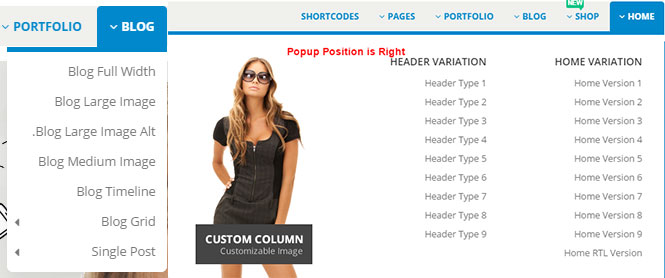 PORTFOLIO
BLOG
Blog Full Width
Blog Large Image
.Blog Large Image Alt
Blog Medium Image
Blog Timeline
Blog Grid
Single Post
SHORTCODES
PAGES
PORTFOLIO
BLOG
NEW
SHOP
HOME
Popup Position is Right
HEADER VARIATION
Header Type 1
Header Type 2
Header Type 3
Header Type 4
Header Type 5
Header Type 6
Header Type 7
Header Type 8
Header Type 9
HOME VARIATION
Home Version 1
Home Version 2
Home Version 3
Home Version 4
Home Version 5
Home Version 6
Home Version 7
Home Version 8
Home Version 9
Home RTL Version
CUSTOM COLUMN
Customizable Image